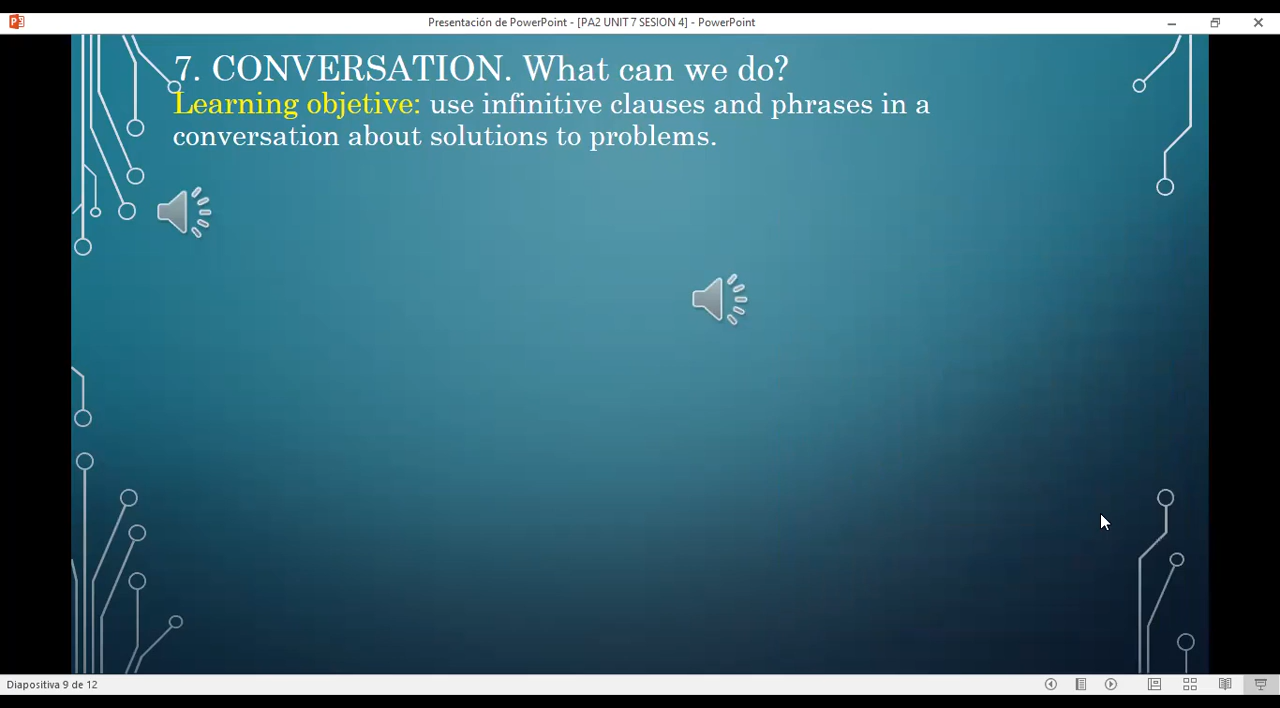 Presentación de PowerPoint - [PA2 UNIT 7 SESION 4] - PowerPoint
7. CONVERSATION. What can we do?
Learning objetive: use infinitive clauses and phrases in a
conversation about solutions to problems.
Diapositiva 9 de 12